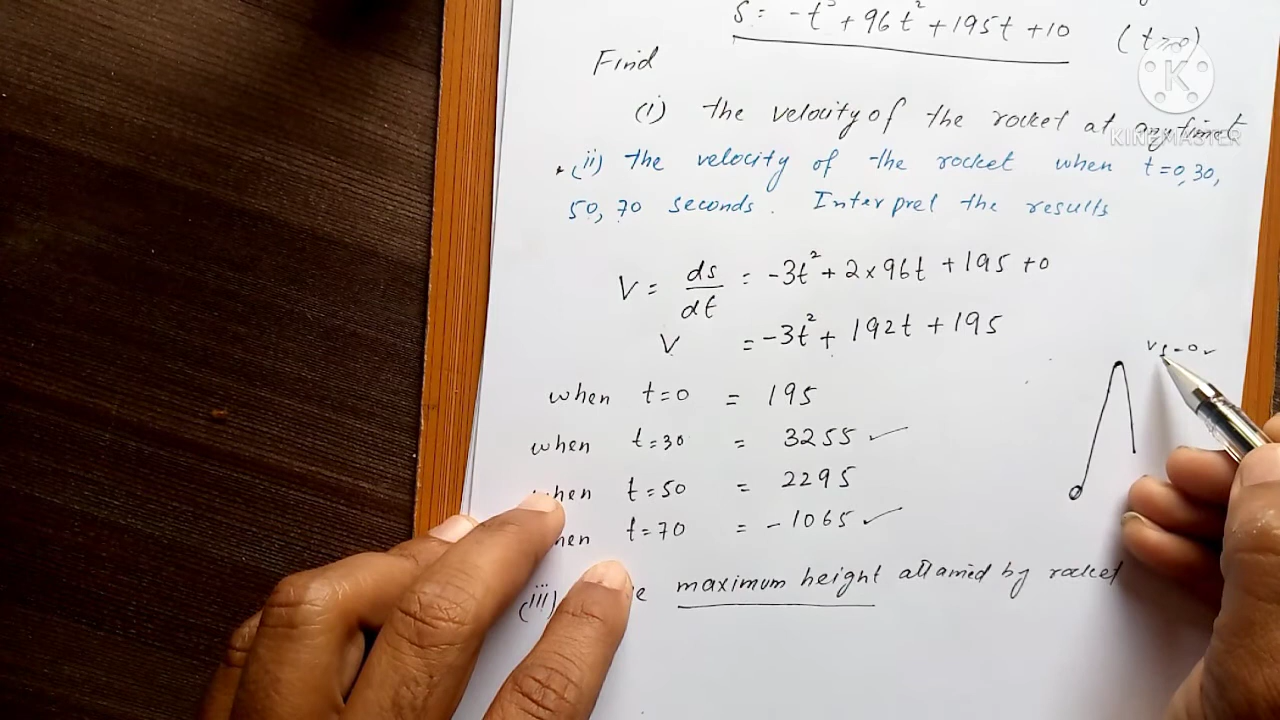 S = -t³ + 96t² + 195t + 10 (t>0)
Find
(i) the velocity of the rocket at any time t
(ii) the velocity of the rocket when t=0, 30,
50, 70 seconds. Interpret the results
V = ds/dt = -3t² + 2×96t + 195 + 0
V = -3t² + 192t + 195
when t=0 = 195
when t=30 = 3255 ✓
when t=50 = 2295
t=70 = -1065 ✓
(iii) maximum height attained by rocket
K
KINEMASTER